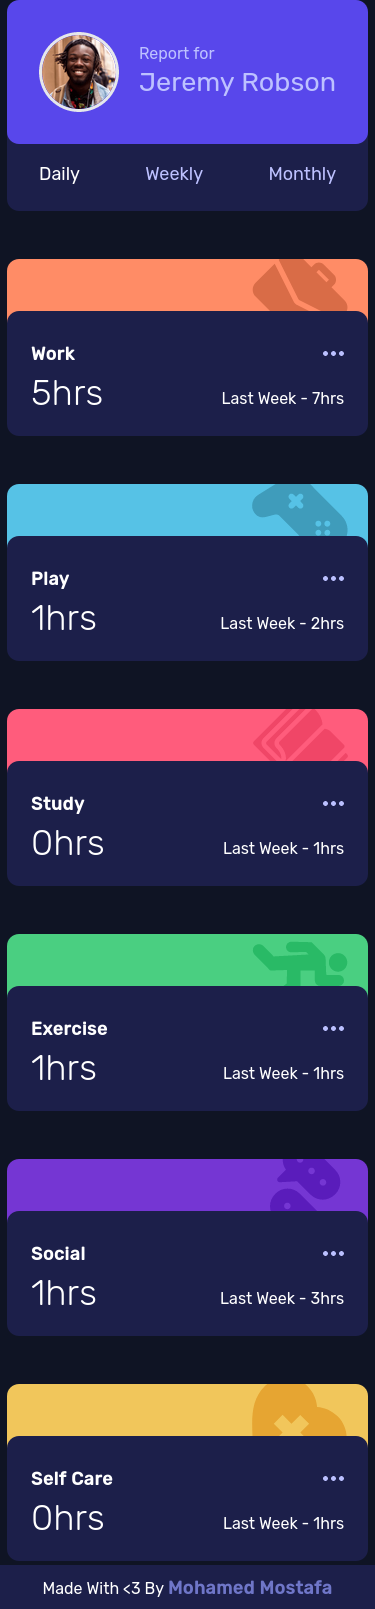 Report for
Jeremy Robson
Daily Weekly Monthly
Work
5hrs Last Week - 7hrs
Play
1hrs Last Week - 2hrs
Study
0hrs Last Week - 1hrs
Exercise
1hrs Last Week - 1hrs
Social
1hrs Last Week - 3hrs
Self Care
0hrs Last Week - 1hrs
Made With <3 By Mohamed Mostafa